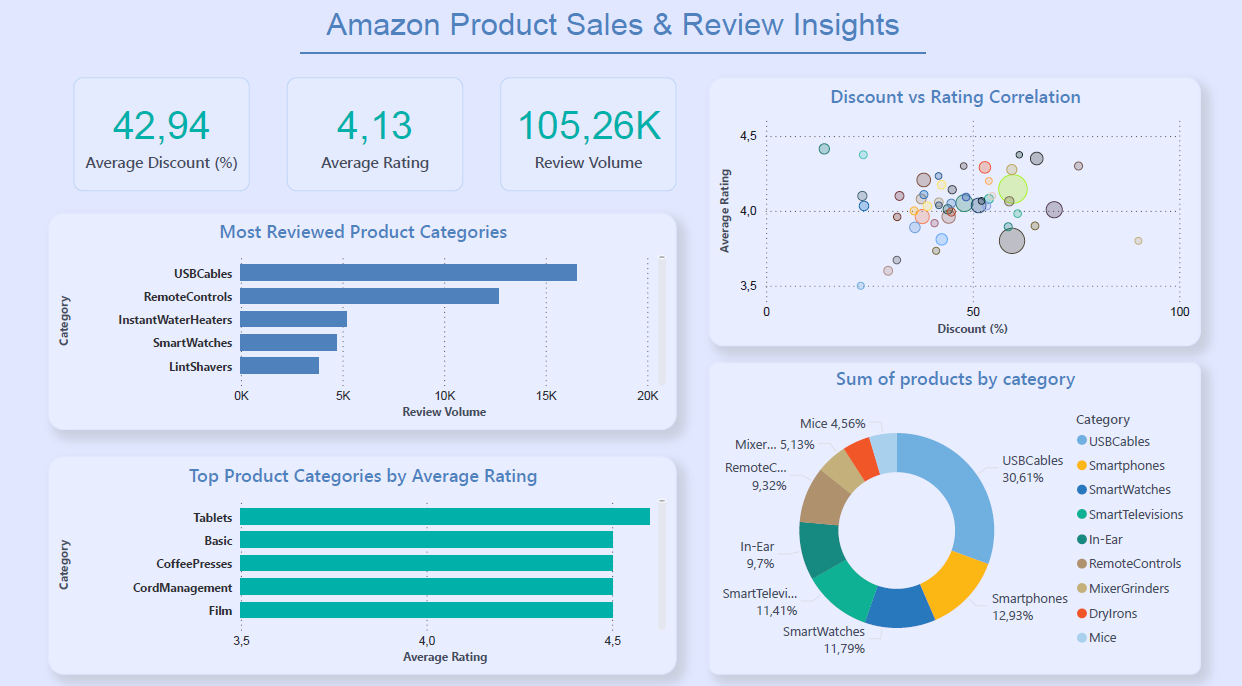 Amazon Product Sales & Review Insights
42,94
Average Discount (%)
4,13
Average Rating
105,26K
Review Volume
Most Reviewed Product Categories
Category
USBCables
RemoteControls
InstantWaterHeaters
SmartWatches
LintShavers
0K 5K 10K 15K 20K
Review Volume
Top Product Categories by Average Rating
Category
Tablets
Basic
CoffeePresses
CordManagement
Film
3,5 4,0 4,5
Average Rating
Discount vs Rating Correlation
Average Rating
4,5
4,0
3,5
0 50 100
Discount (%)
Sum of products by category
Mice 4,56%
Mixer... 5,13%
RemoteC...
9,32%
In-Ear
9,7%
SmartTelevi...
11,41%
SmartWatches
11,79%
Smartphones
12,93%
USBCables
30,61%
Category
USBCables
Smartphones
SmartWatches
SmartTelevisions
In-Ear
RemoteControls
MixerGrinders
DryIrons
Mice